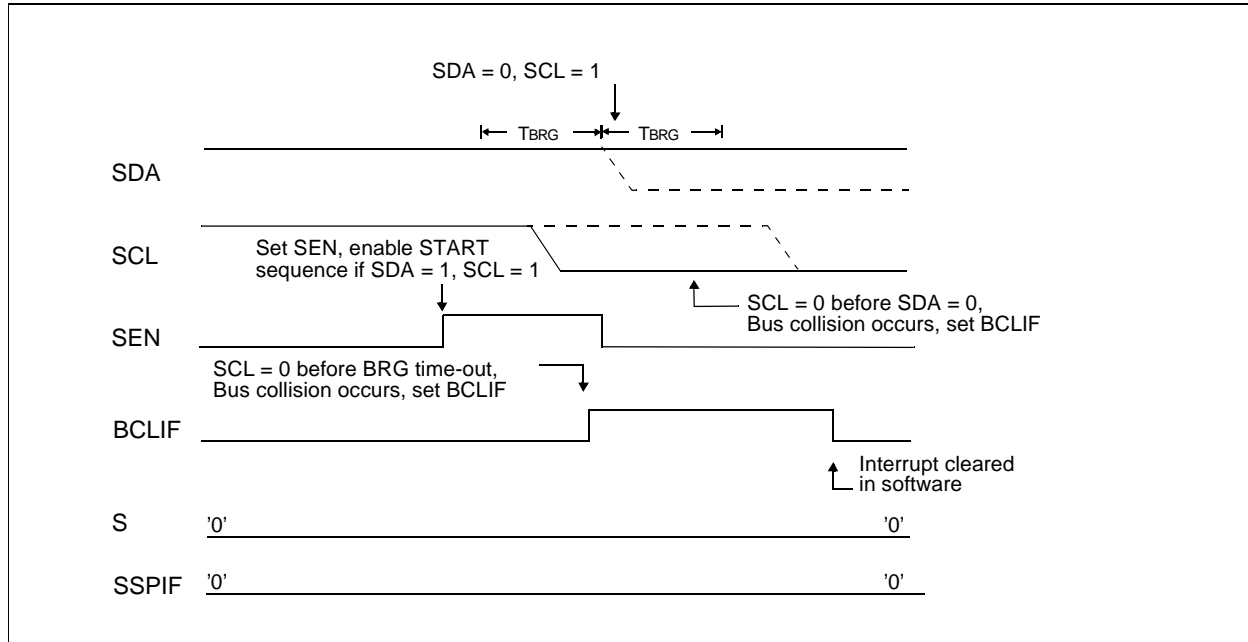 SDA = 0, SCL = 1
TBRG TBRG
SDA
SCL
Set SEN, enable START
sequence if SDA = 1, SCL = 1
SCL = 0 before SDA = 0,
Bus collision occurs, set BCLIF
SEN
SCL = 0 before BRG time-out,
Bus collision occurs, set BCLIF
BCLIF
Interrupt cleared
in software
S '0' '0'
SSPIF '0' '0'